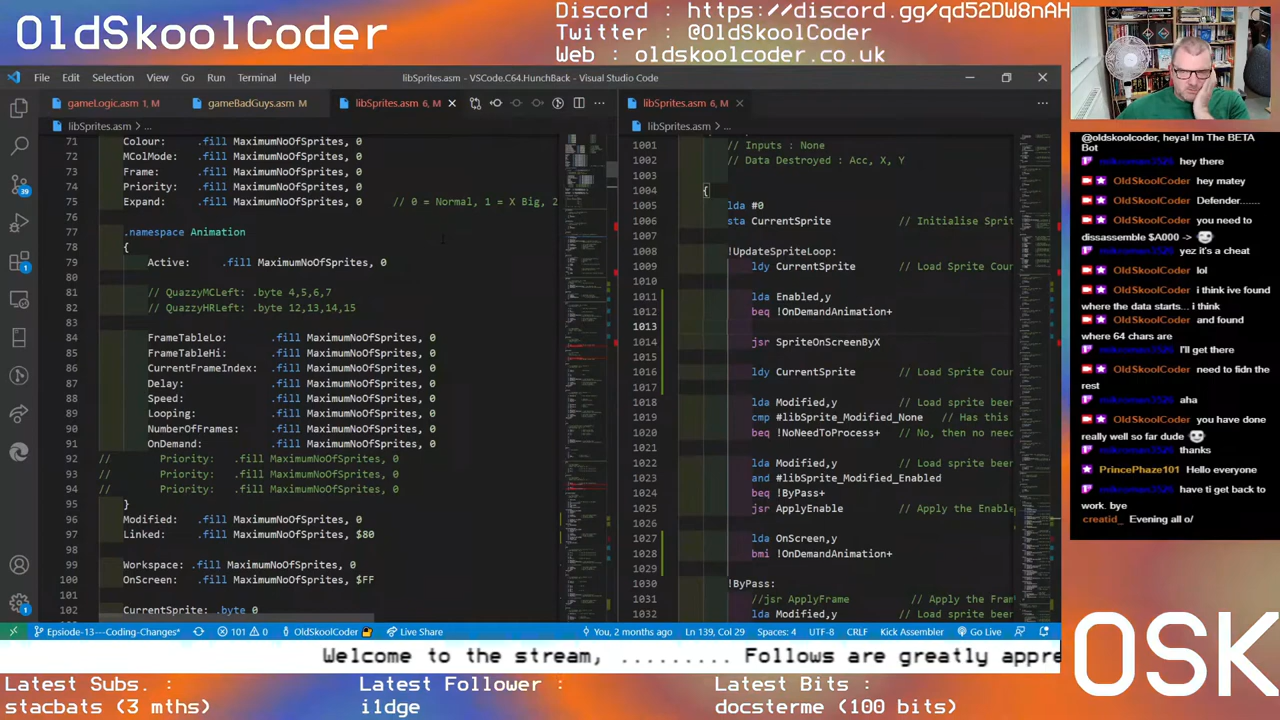 OldSkoolCoder
Discord : https://discord.gg/qd52DW8nAH
Twitter : @OldSkoolCoder
Web : oldskoolcoder.co.uk
File Edit Selection View Go Run Terminal Help
libSprites.asm - VSCode.C64.HunchBack - Visual Studio Code
gameLogic.asm 1, M
gameBadGuys.asm M
libSprites.asm 6, M
libSprites.asm 6, M
libSprites.asm > ...
libSprites.asm > ...
71 Colour: .fill MaximumNoOfSprites, 0
72 MColMode: .fill MaximumNoOfSprites, 0
73 Frame: .fill MaximumNoOfSprites, 0
74 Priority: .fill MaximumNoOfSprites, 0
75 Expand: .fill MaximumNoOfSprites, 0 // 0 = Normal, 1 = X Big, 2
76
77 .namespace Animation
78 {
79 Active: .fill MaximumNoOfSprites, 0
80
81 // QuazzyMCLeft: .byte 4,5,6,7
82 // QuazzyHRLeft: .byte 12,13,14,15
83
84 FrameTableLo: .fill MaximumNoOfSprites, 0
85 FrameTableHi: .fill MaximumNoOfSprites, 0
86 CurrentFrameIndex: .fill MaximumNoOfSprites, 0
87 Delay: .fill MaximumNoOfSprites, 0
88 Speed: .fill MaximumNoOfSprites, 0
89 Looping: .fill MaximumNoOfSprites, 0
90 NumberOfFrames: .fill MaximumNoOfSprites, 0
91 OnDemand: .fill MaximumNoOfSprites, 0
92 // Priority: .fill MaximumNoOfSprites, 0
93 // Priority: .fill MaximumNoOfSprites, 0
94 // Priority: .fill MaximumNoOfSprites, 0
95 }
96 Modified: .fill MaximumNoOfSprites, 0
97 Linked: .fill MaximumNoOfSprites, $80
98
99 WorkSpace: .fill MaximumNoOfSprites, 0
100 OnScreen: .fill MaximumNoOfSprites, $FF
101
102 CurrentSprite: .byte 0
1001 // Inputs : None
1002 // Data Destroyed : Acc, X, Y
1003
1004 {
1005 lda #0
1006 sta CurrentSprite // Initialise Sprit
1007
1008 !UpdateSpriteLoop:
1009 ldy CurrentSprite // Load Sprite Cour
1010
1011 lda Enabled,y
1012 beq !OnDemandAnimation+
1013
1014 jsr SpriteOnScreenByX
1015
1016 ldy CurrentSprite // Load Sprite Cour
1017
1018 lda Modified,y // Load sprite beer
1019 cmp #libSprite_Modified_None // Has this
1020 beq !NoNeedToProcess+ // No, then no need
1021
1022 lda Modified,y // Load sprite beer
1023 and #libSprite_Modified_Enabled
1024 beq !ByPass+
1025 jsr ApplyEnable // Apply the Enable
1026
1027 lda OnScreen,y
1028 bmi !OnDemandAnimation+
1029
1030 !ByPass:
1031 //jsr ApplyFrame // Apply the Fram
1032 lda Modified,y // Load sprite beer
39
1
1
Epsiode-13---Coding-Changes* 101 0 OldSkoolCoder Live Share You, 2 months ago Ln 139, Col 29 Spaces: 4 UTF-8 CRLF Kick Assembler Go Live
@oldskoolcoder, heya! Im The BETA
Bot
hey there
OldSkoolCoder hey matey
OldSkoolCoder Defender.......
OldSkoolCoder you need to
dissassemble $A000 ->
yez it's a cheat
OldSkoolCoder lol
OldSkoolCoder i think ive found
where the data starts... i think
OldSkoolCoder and found
where 64 chars are
I'll get there
OldSkoolCoder need to fidn the
rest
aha
OldSkoolCoder you have done
really well so far dude
thanks
PrincePhaze101 Hello everyone
have ti get back to
work. bye
creatid_ Evening all o/
Welcome to the stream, ......... Follows are greatly appre
Latest Subs. :
stacbats (3 mths)
Latest Follower :
i1dge
Latest Bits :
docsterme (100 bits)
OSK